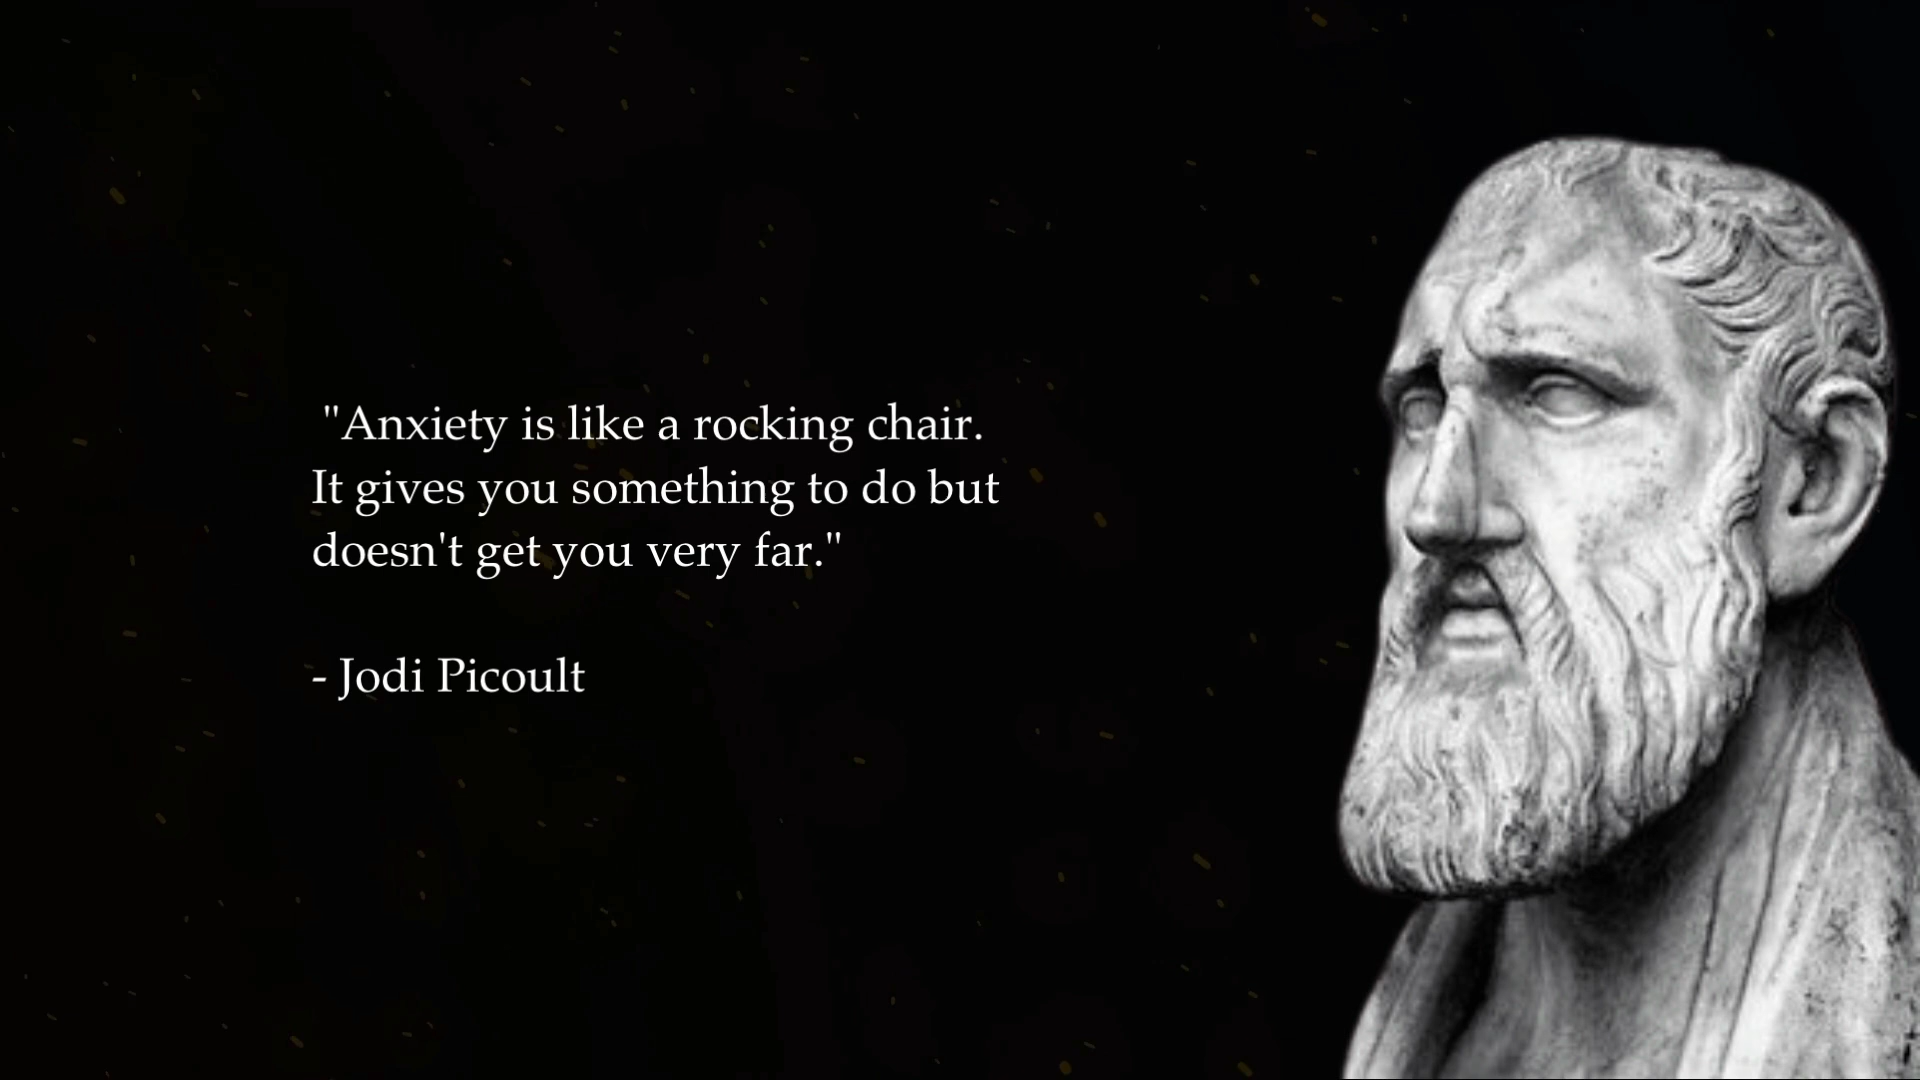 "Anxiety is like a rocking chair.
It gives you something to do but
doesn't get you very far."
- Jodi Picoult